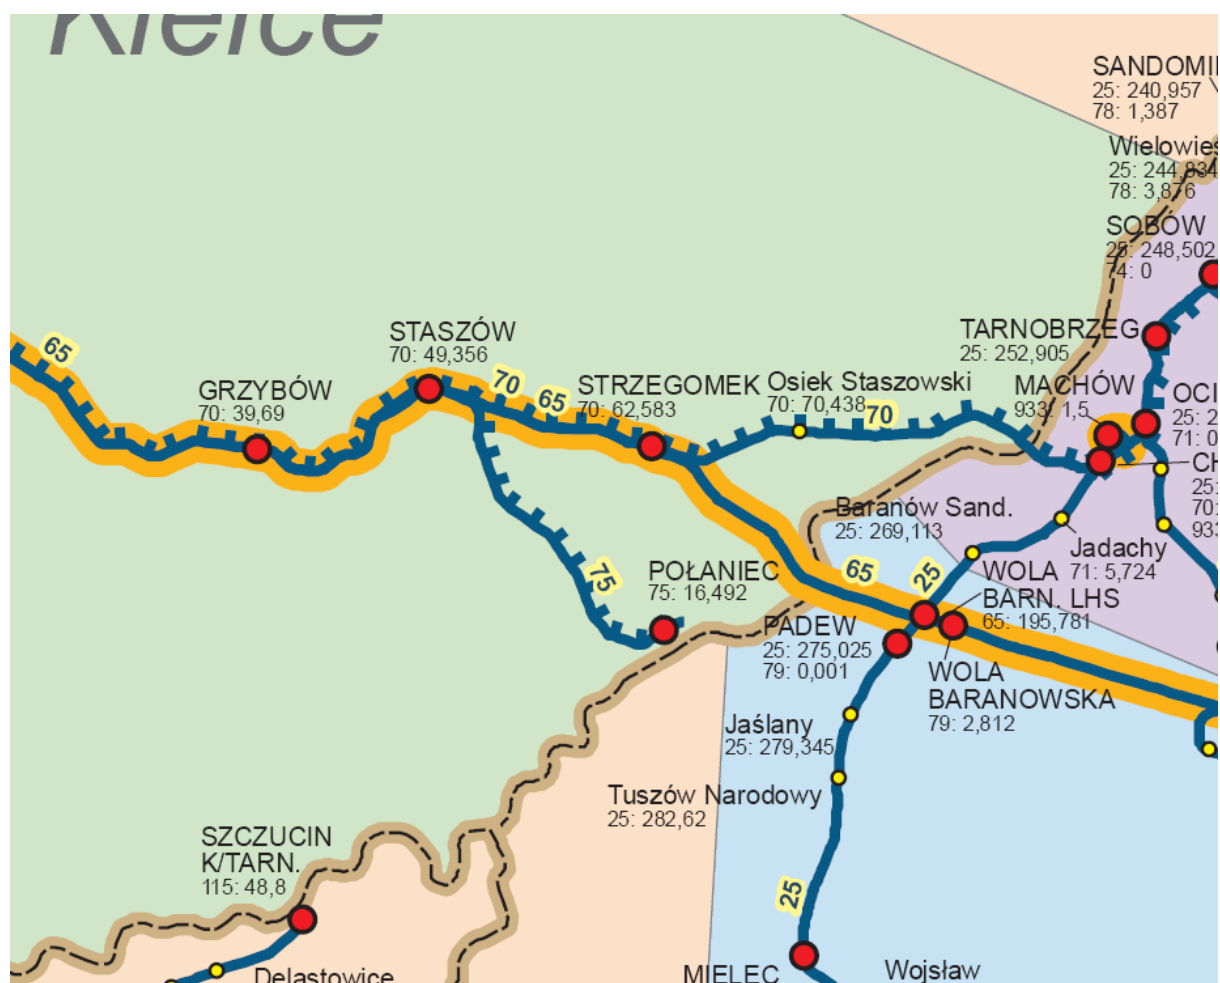 Kielce
SANDOMI
25: 240,957
78: 1,387
Wielowieś
25: 244,934
78: 3,876
SOBÓW
25: 248,502
74: 0
TARNOBRZEG
25: 252,905
65
STASZÓW
70: 49,356
GRZYBÓW
70: 39,69
70
65
STRZEGOMEK
70: 62,583
Osiek Staszowski
70: 70,438
70
MACHÓW
933: 1,5
OCI
25: 2
71: 0
CH
25:
70:
933
Baranów Sand.
25: 269,113
Jadachy
71: 5,724
75
POŁANIEC
75: 16,492
65
25
WOLA
BARN. LHS
65: 195,781
PADEW
25: 275,025
79: 0,001
WOLA
BARANOWSKA
79: 2,812
Jaślany
25: 279,345
Tuszów Narodowy
25: 282,62
SZCZUCIN
K/TARN.
115: 48,8
25
Delastowice
MIELEC
Wojsław